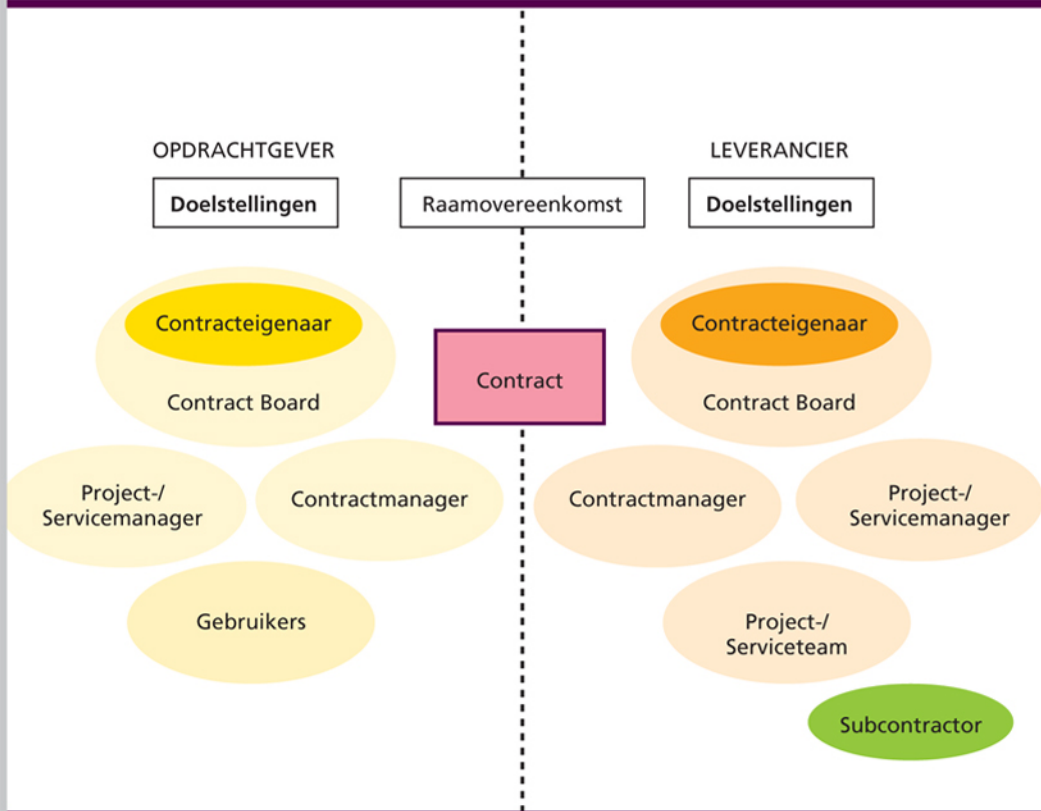 OPDRACHTGEVER
LEVERANCIER
Doelstellingen
Raamovereenkomst
Doelstellingen
Contracteigenaar
Contract Board
Contract
Contracteigenaar
Contract Board
Project-/
Servicemanager
Contractmanager
Contractmanager
Project-/
Servicemanager
Gebruikers
Project-/
Serviceteam
Subcontractor